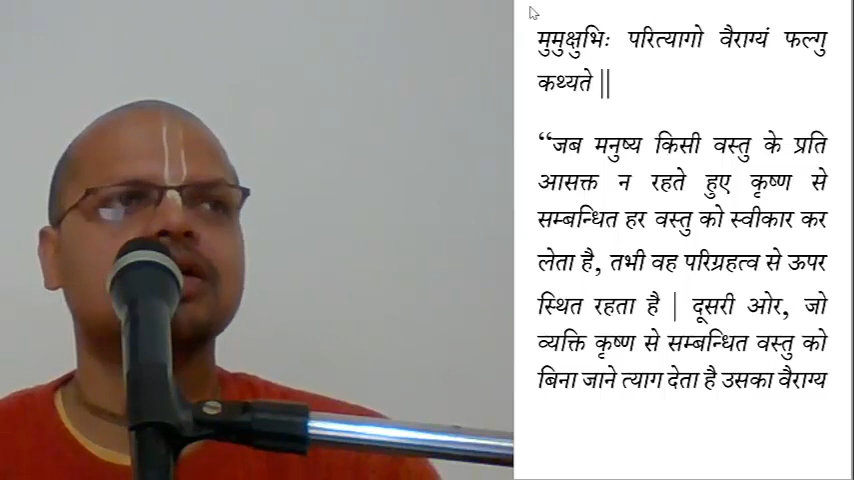 मुमुक्षुभिः परित्यागो वैराग्यं फल्गु
कथ्यते ||
“जब मनुष्य किसी वस्तु के प्रति
आसक्त न रहते हुए कृष्ण से
सम्बन्धित हर वस्तु को स्वीकार कर
लेता है, तभी वह परिग्रहत्व से ऊपर
स्थित रहता है | दूसरी ओर, जो
व्यक्ति कृष्ण से सम्बन्धित वस्तु को
बिना जाने त्याग देता है उसका वैराग्य